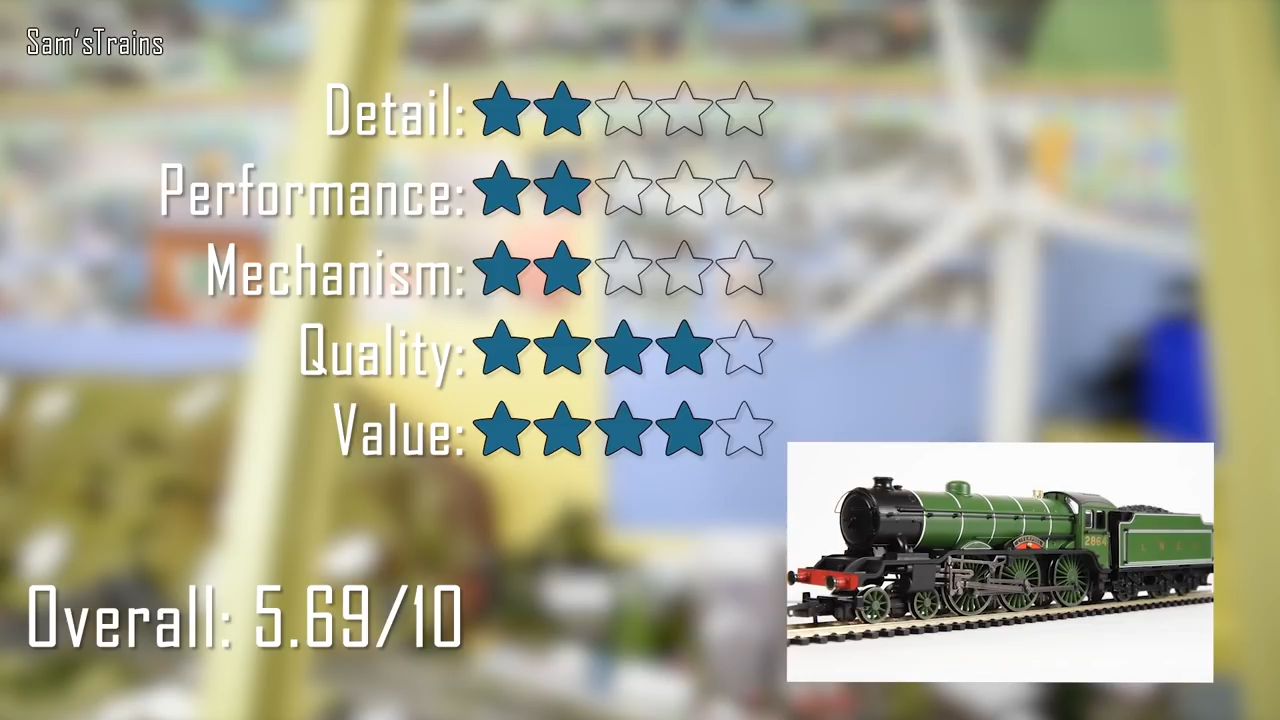 Sam'sTrains
Detail:
Performance:
Mechanism:
Quality:
Value:
2864
Overall: 5.69/10